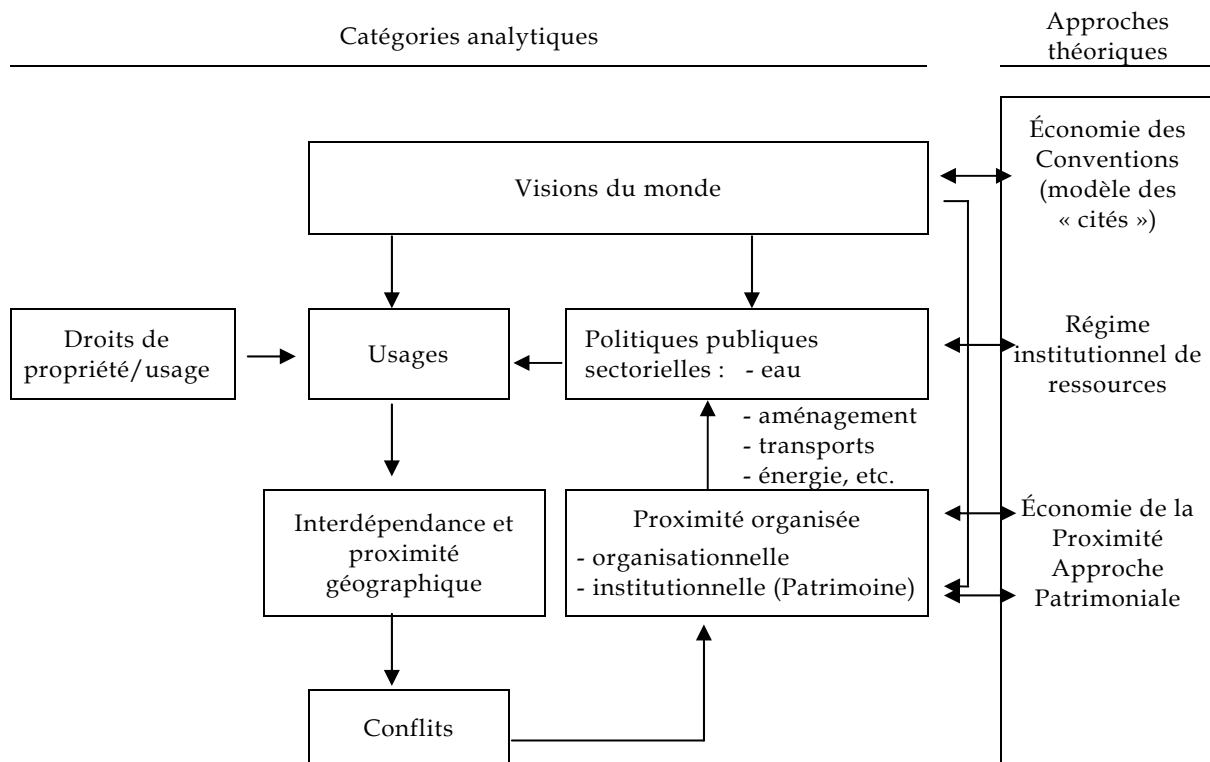 Catégories analytiques
Approches
théoriques
Visions du monde
Économie des
Conventions
(modèle des
« cités »)
Droits de
propriété/usage
Usages
Politiques publiques
sectorielles : - eau
- aménagement
- transports
- énergie, etc.
Régime
institutionnel de
ressources
Interdépendance et
proximité
géographique
Proximité organisée
- organisationnelle
- institutionnelle (Patrimoine)
Économie de la
Proximité
Approche
Patrimoniale
Conflits